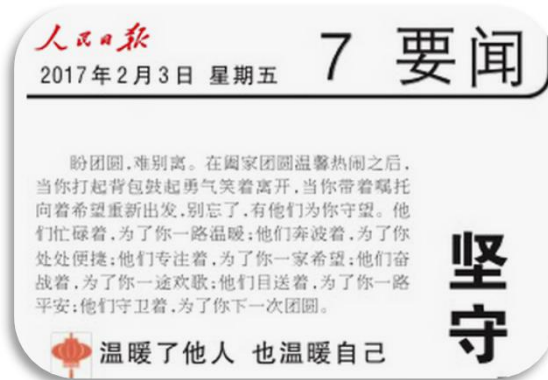 人民日报
2017年2月3日 星期五
7 要闻
盼团圆,难别离。在阖家团圆温馨热闹之后,
当你打起背包鼓起勇气笑着离开,当你带着嘱托
向着希望重新出发,别忘了,有他们为你守望。他
们忙碌着,为了你一路温暖;他们奔波着,为了你
处处便捷;他们专注着,为了你一家希望;他们奋
战着,为了你一途欢歌;他们目送着,为了你一路
平安;他们守卫着,为了你下一次团圆。
坚守
温暖了他人 也温暖自己